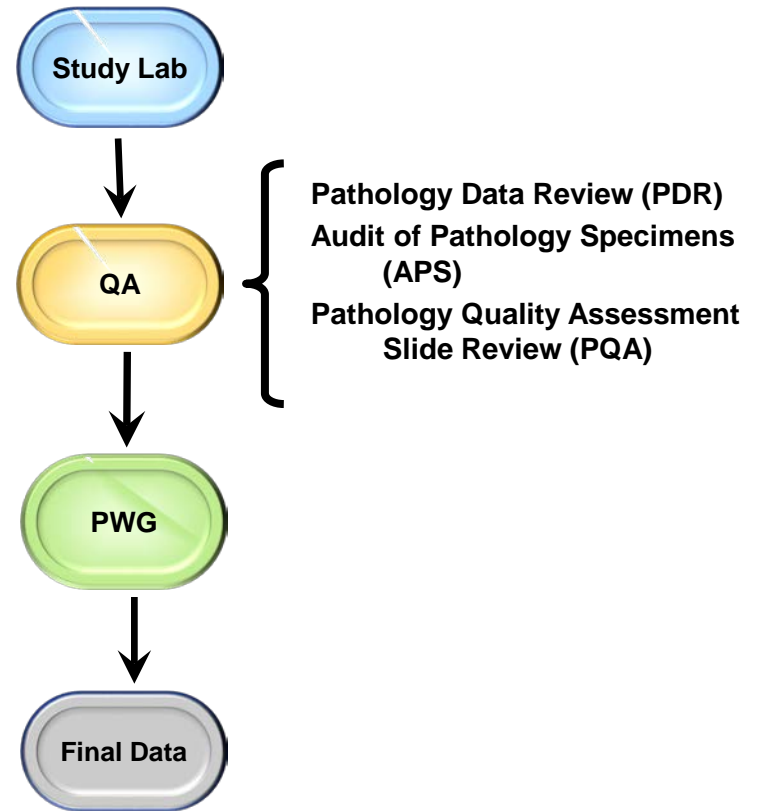 Study Lab
QA
Pathology Data Review (PDR)
Audit of Pathology Specimens
(APS)
Pathology Quality Assessment
Slide Review (PQA)
PWG
Final Data